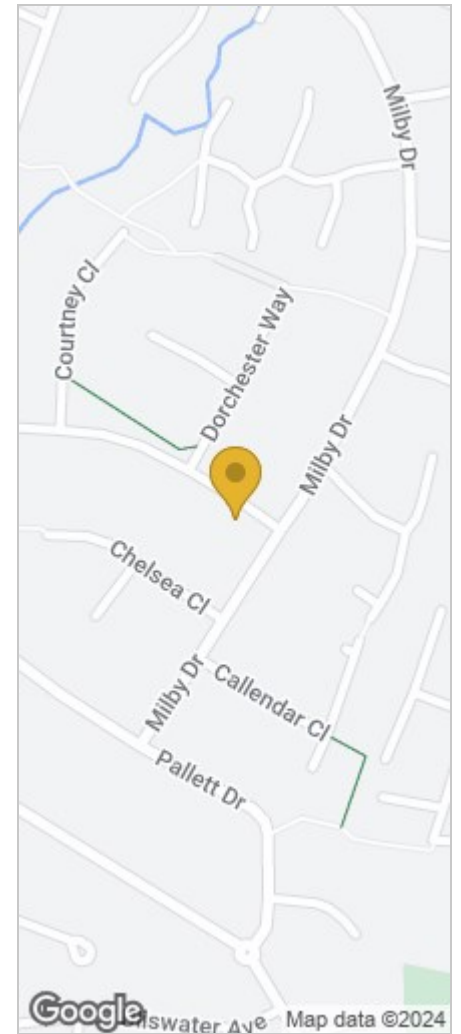 Milby Dr
Courtney Cl
Dorchester Way
Milby Dr
Chelsea Cl
Milby Dr
Callendar Cl
Pallett Dr
Google
Map data ©2024